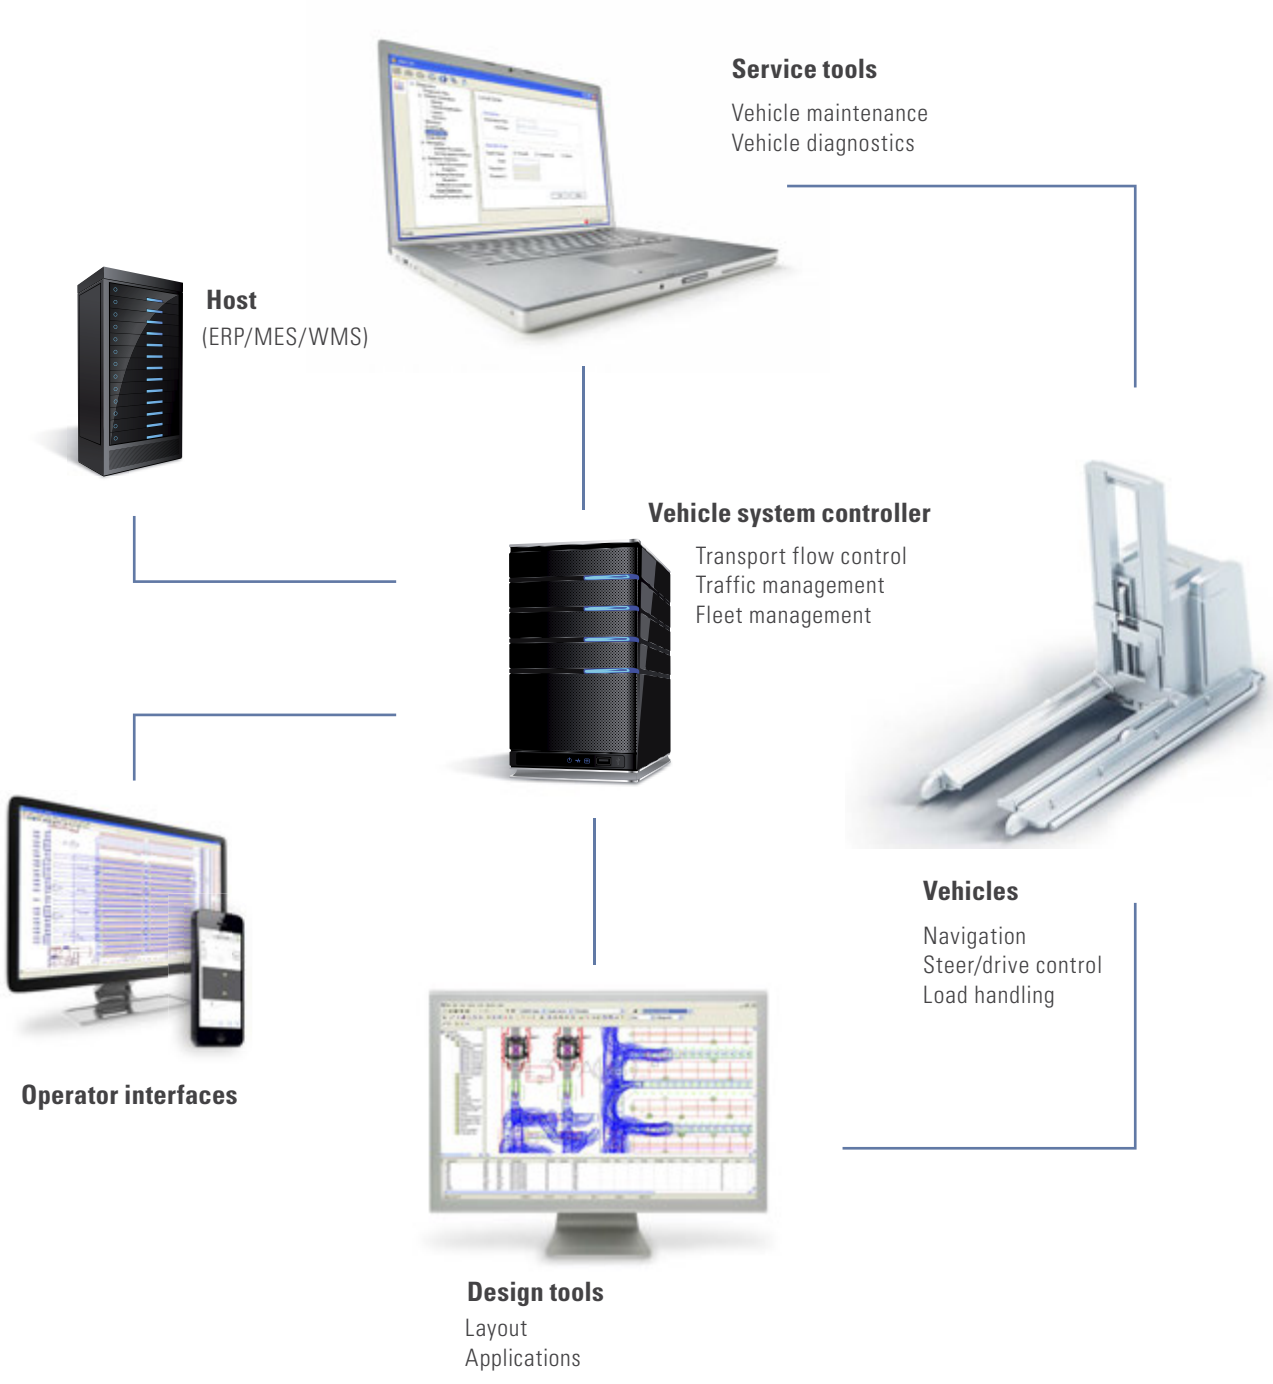 Service tools
Vehicle maintenance
Vehicle diagnostics
Host
(ERP/MES/WMS)
Vehicle system controller
Transport flow control
Traffic management
Fleet management
Vehicles
Navigation
Steer/drive control
Load handling
Operator interfaces
Design tools
Layout
Applications